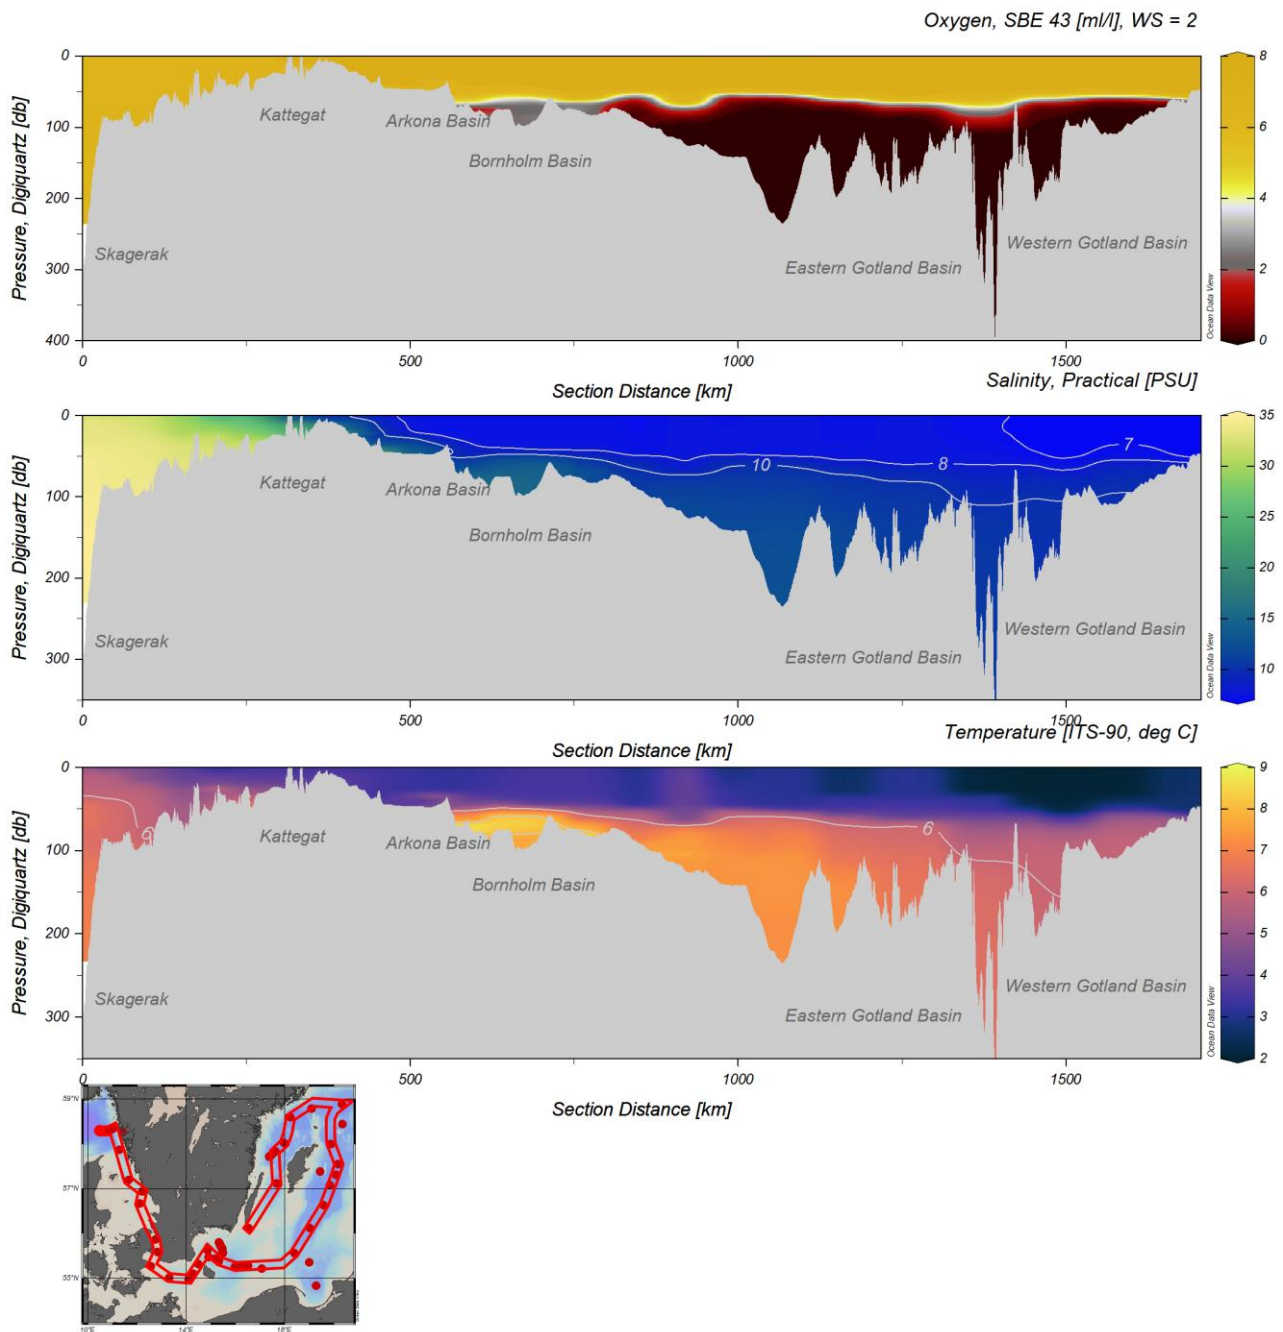 Oxygen, SBE 43 [ml/l], WS = 2
Pressure, Digiquartz [db]
0
100
200
300
400
Kattegat
Arkona Basin
Bornholm Basin
Skagerak
Eastern Gotland Basin
Western Gotland Basin
Ocean Data View
8
6
4
2
0
0
500
1000
1500
Section Distance [km]
Salinity, Practical [PSU]
Pressure, Digiquartz [db]
0
100
200
300
7
8
10
Kattegat
Arkona Basin
Bornholm Basin
Skagerak
Eastern Gotland Basin
Western Gotland Basin
Ocean Data View
35
30
25
20
15
10
0
500
1000
1500
Section Distance [km]
Temperature [ITS-90, deg C]
Pressure, Digiquartz [db]
0
100
200
300
6
6
Kattegat
Arkona Basin
Bornholm Basin
Skagerak
Eastern Gotland Basin
Western Gotland Basin
Ocean Data View
9
8
7
6
5
4
3
2
0
500
1000
1500
Section Distance [km]
59°N
57°N
55°N
14°E